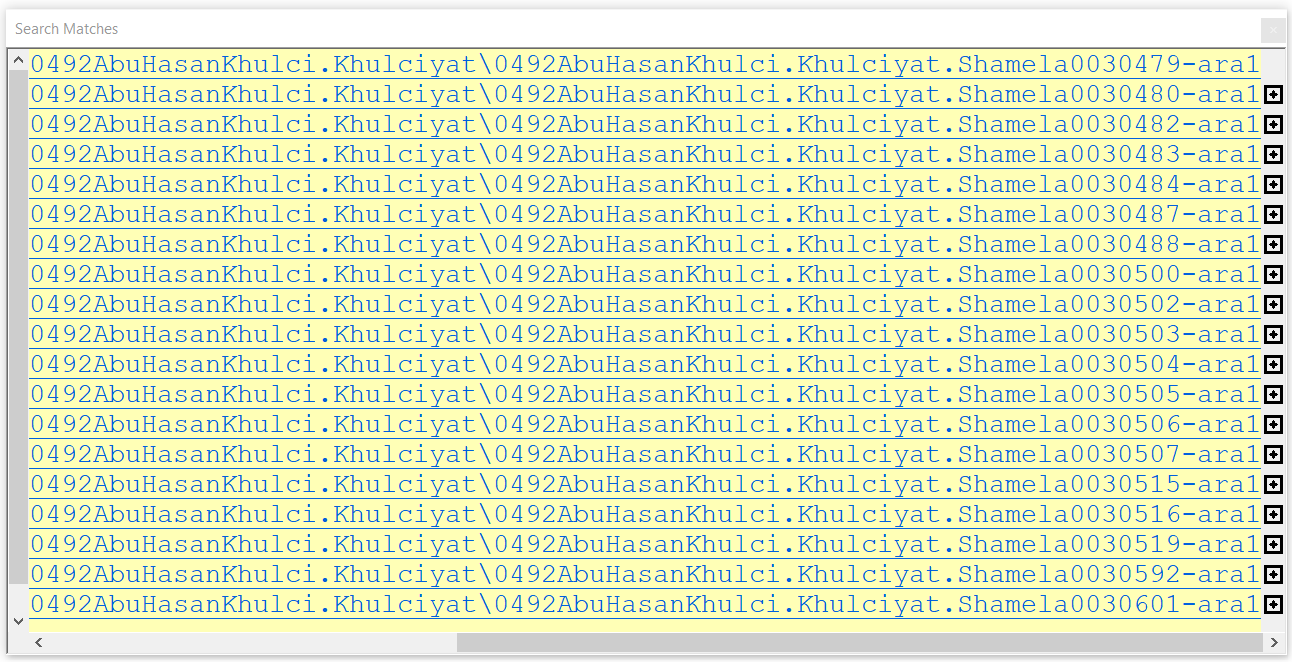 Search Matches
0492AbuHasanKhulci.Khulciyat\0492AbuHasanKhulci.Khulciyat.Shamela0030479-ara1
0492AbuHasanKhulci.Khulciyat\0492AbuHasanKhulci.Khulciyat.Shamela0030480-ara1
0492AbuHasanKhulci.Khulciyat\0492AbuHasanKhulci.Khulciyat.Shamela0030482-ara1
0492AbuHasanKhulci.Khulciyat\0492AbuHasanKhulci.Khulciyat.Shamela0030483-ara1
0492AbuHasanKhulci.Khulciyat\0492AbuHasanKhulci.Khulciyat.Shamela0030484-ara1
0492AbuHasanKhulci.Khulciyat\0492AbuHasanKhulci.Khulciyat.Shamela0030487-ara1
0492AbuHasanKhulci.Khulciyat\0492AbuHasanKhulci.Khulciyat.Shamela0030488-ara1
0492AbuHasanKhulci.Khulciyat\0492AbuHasanKhulci.Khulciyat.Shamela0030500-ara1
0492AbuHasanKhulci.Khulciyat\0492AbuHasanKhulci.Khulciyat.Shamela0030502-ara1
0492AbuHasanKhulci.Khulciyat\0492AbuHasanKhulci.Khulciyat.Shamela0030503-ara1
0492AbuHasanKhulci.Khulciyat\0492AbuHasanKhulci.Khulciyat.Shamela0030504-ara1
0492AbuHasanKhulci.Khulciyat\0492AbuHasanKhulci.Khulciyat.Shamela0030505-ara1
0492AbuHasanKhulci.Khulciyat\0492AbuHasanKhulci.Khulciyat.Shamela0030506-ara1
0492AbuHasanKhulci.Khulciyat\0492AbuHasanKhulci.Khulciyat.Shamela0030507-ara1
0492AbuHasanKhulci.Khulciyat\0492AbuHasanKhulci.Khulciyat.Shamela0030515-ara1
0492AbuHasanKhulci.Khulciyat\0492AbuHasanKhulci.Khulciyat.Shamela0030516-ara1
0492AbuHasanKhulci.Khulciyat\0492AbuHasanKhulci.Khulciyat.Shamela0030519-ara1
0492AbuHasanKhulci.Khulciyat\0492AbuHasanKhulci.Khulciyat.Shamela0030592-ara1
0492AbuHasanKhulci.Khulciyat\0492AbuHasanKhulci.Khulciyat.Shamela0030601-ara1